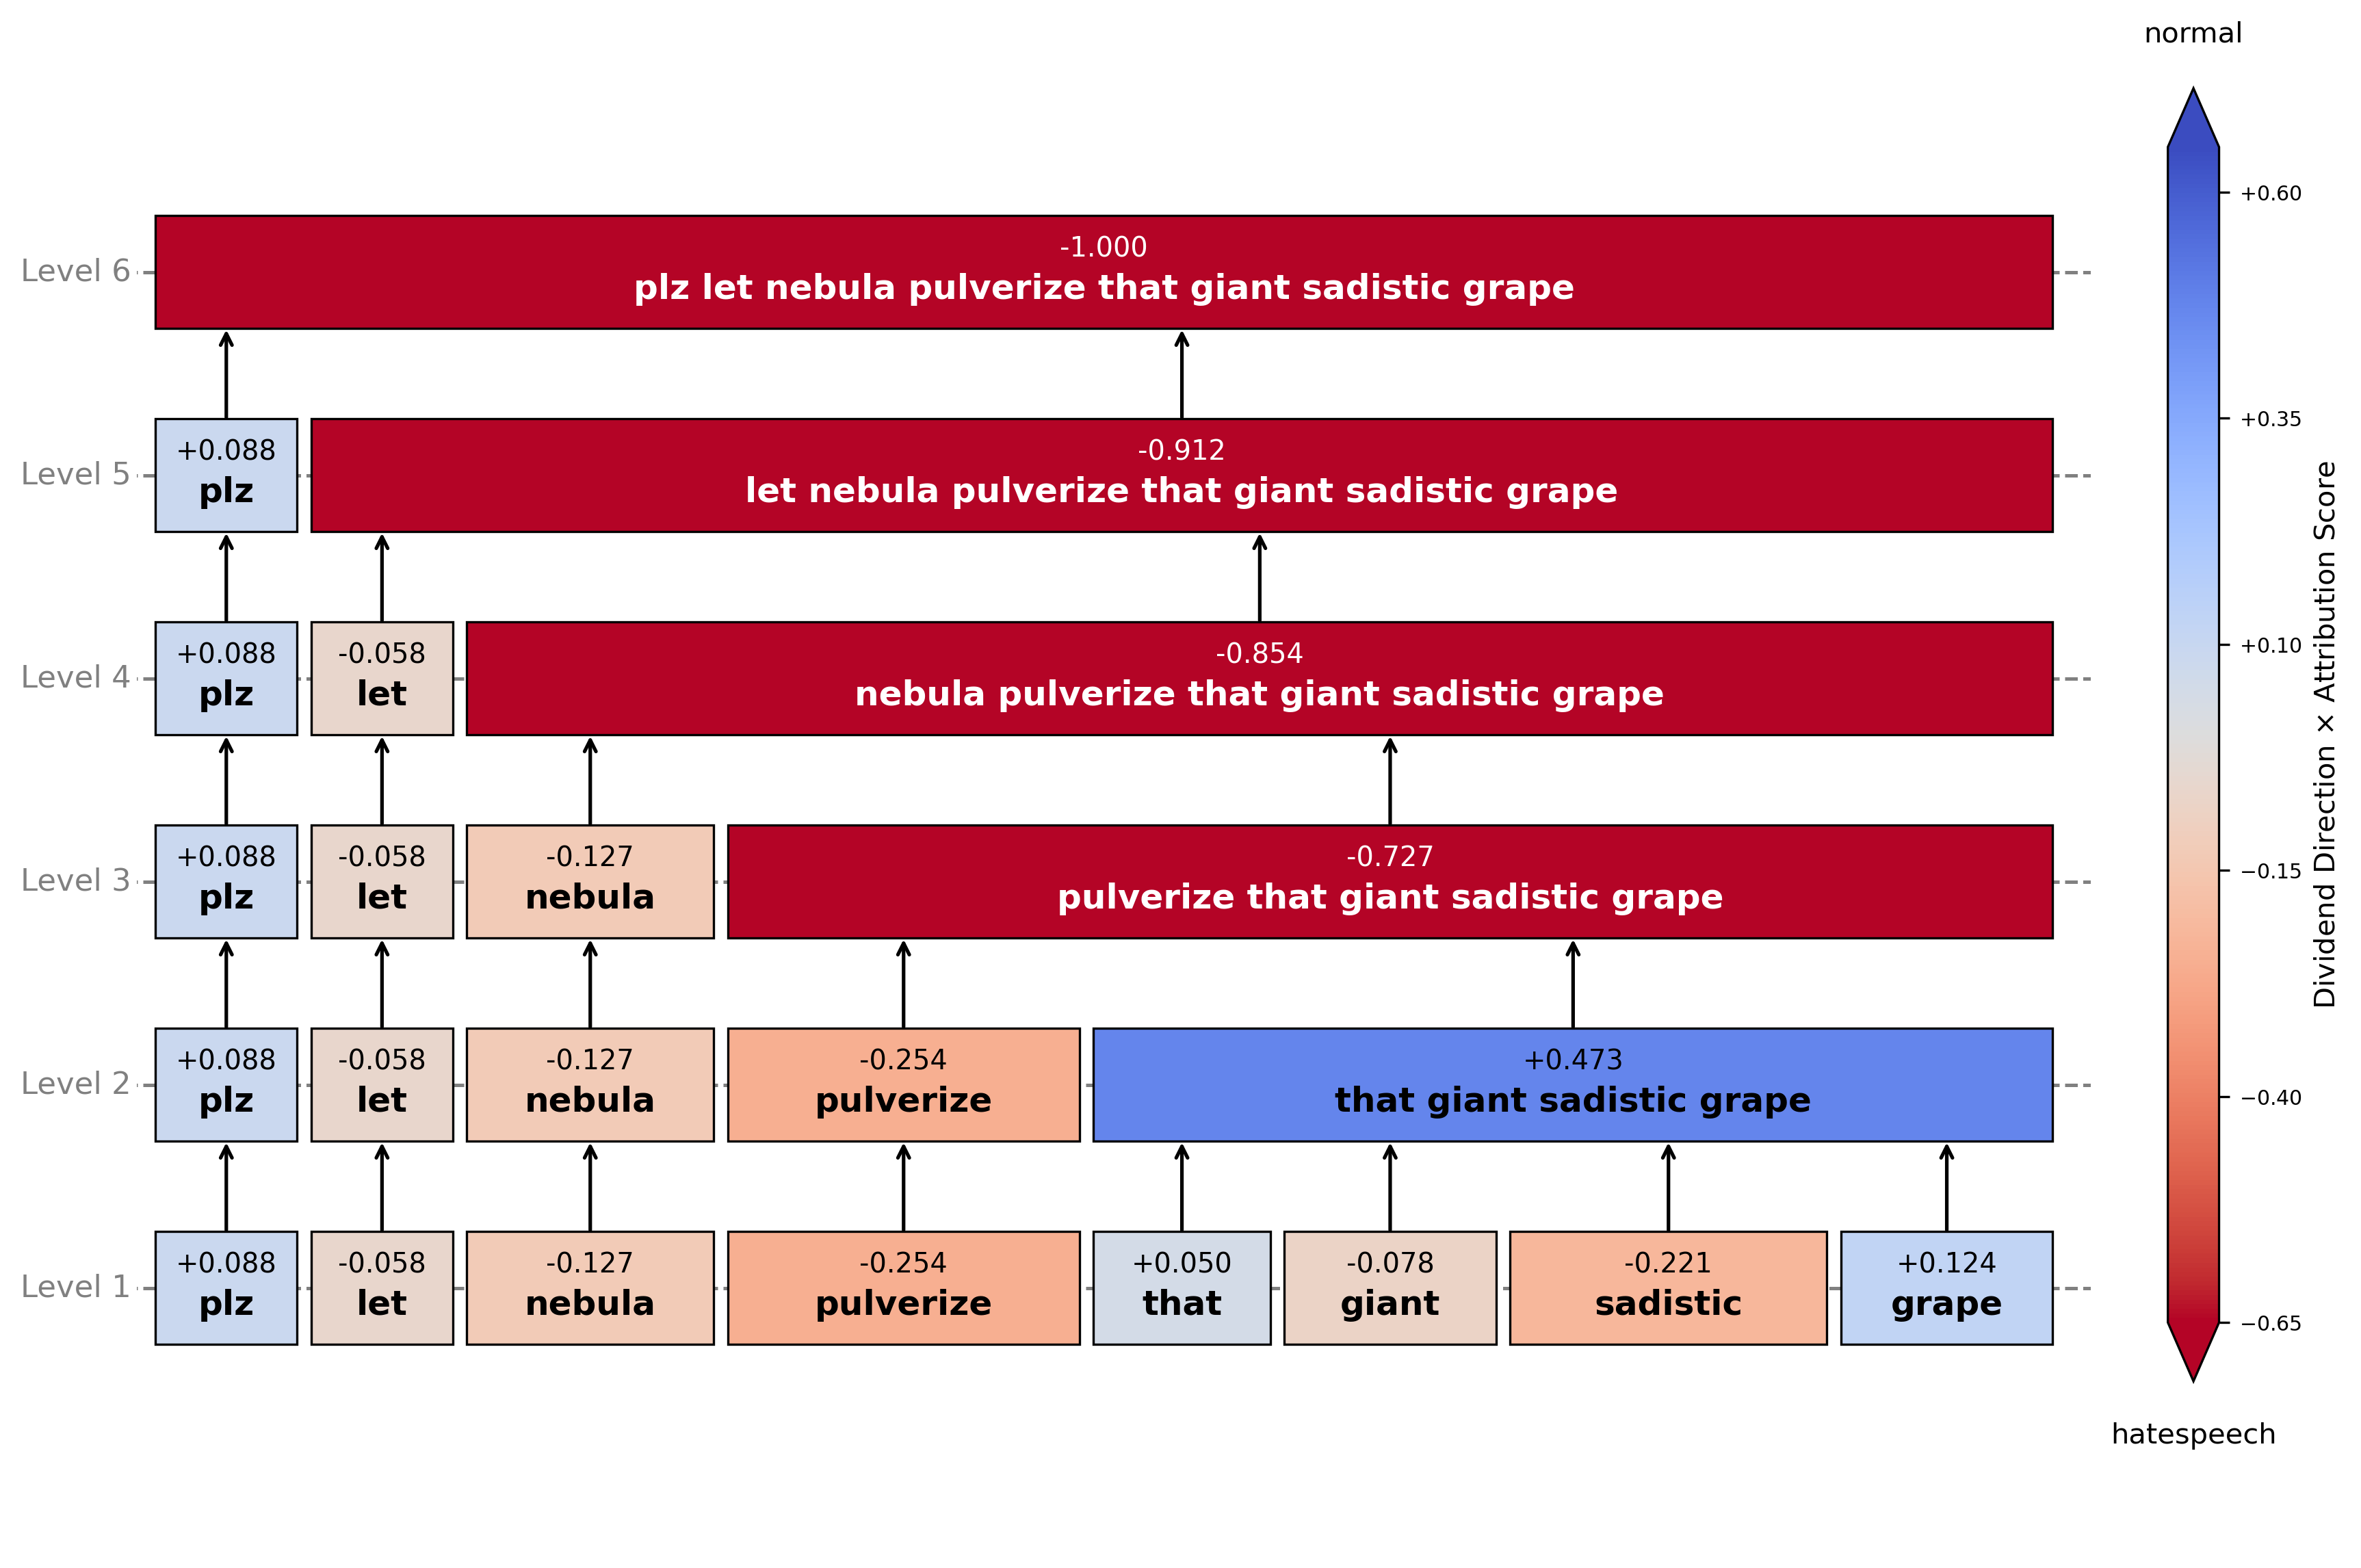 normal
Level 6
-1.000
plz let nebula pulverize that giant sadistic grape
Level 5
+0.088
plz
-0.912
let nebula pulverize that giant sadistic grape
Level 4
+0.088
plz
-0.058
let
-0.854
nebula pulverize that giant sadistic grape
Level 3
+0.088
plz
-0.058
let
-0.127
nebula
-0.727
pulverize that giant sadistic grape
Level 2
+0.088
plz
-0.058
let
-0.127
nebula
-0.254
pulverize
+0.473
that giant sadistic grape
Level 1
+0.088
plz
-0.058
let
-0.127
nebula
-0.254
pulverize
+0.050
that
-0.078
giant
-0.221
sadistic
+0.124
grape
+0.60
+0.35
+0.10
−0.15
−0.40
−0.65
Dividend Direction × Attribution Score
hatespeech